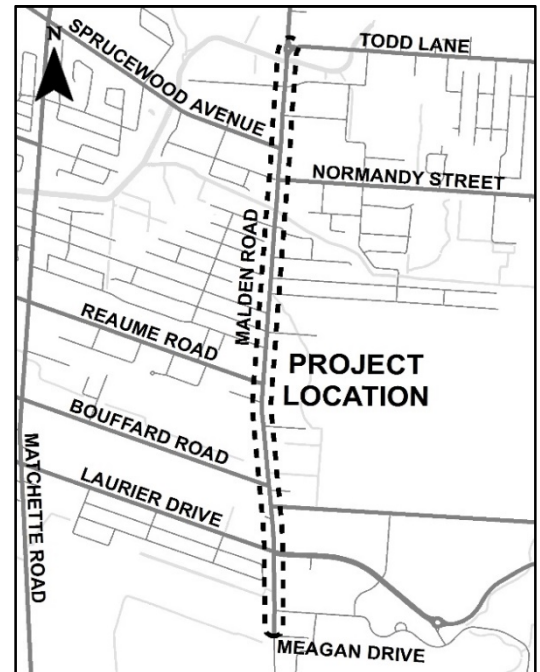 N
SPRUCEWOOD AVENUE
TODD LANE
NORMANDY STREET
MALDEN ROAD
REAUME ROAD
PROJECT
LOCATION
BOUFFARD ROAD
LAURIER DRIVE
MATCHETTE ROAD
MEAGAN DRIVE